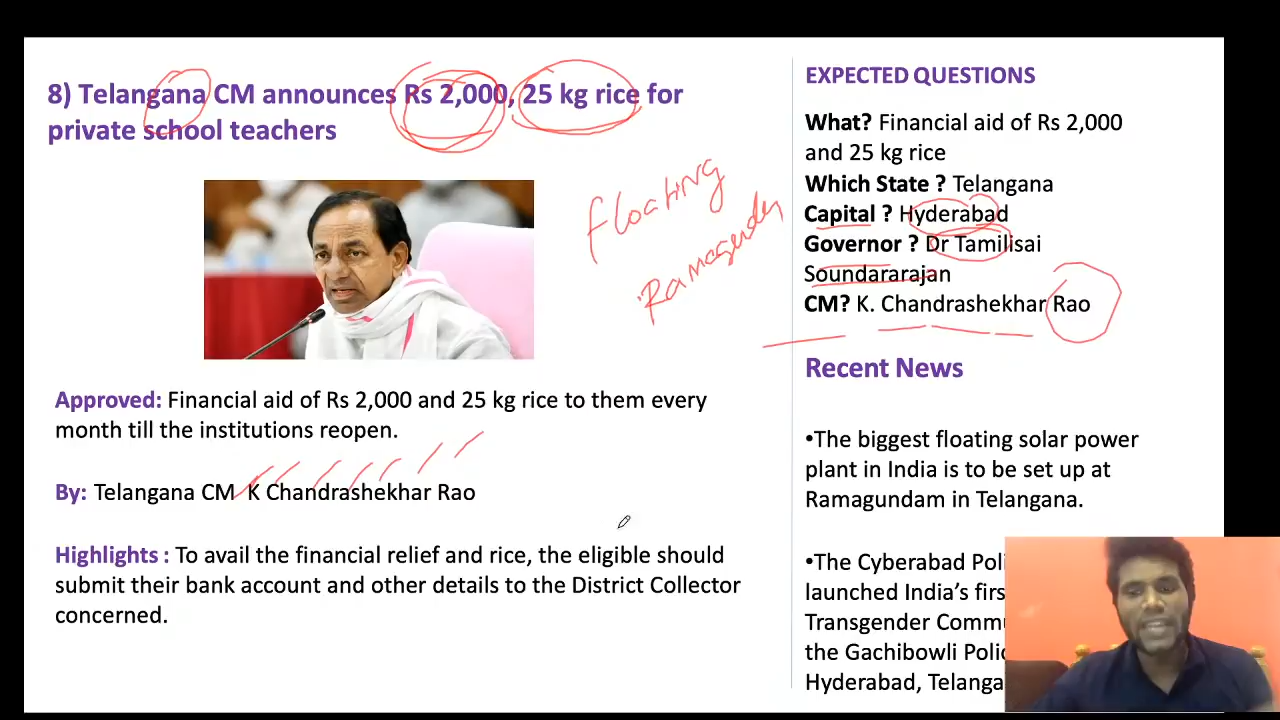 8) Telangana CM announces Rs 2,000, 25 kg rice for
private school teachers
floating
Approved: Financial aid of Rs 2,000 and 25 kg rice to them every
month till the institutions reopen.
By: Telangana CM K Chandrashekhar Rao
Highlights : To avail the financial relief and rice, the eligible should
submit their bank account and other details to the District Collector
concerned.
EXPECTED QUESTIONS
What? Financial aid of Rs 2,000
and 25 kg rice
Which State ? Telangana
Capital ? Hyderabad
Governor ? Dr Tamilisai
Soundararajan
CM? K. Chandrashekhar Rao
Recent News
•The biggest floating solar power
plant in India is to be set up at
Ramagundam in Telangana.
•The Cyberabad Poli
launched India's firs
Transgender Commu
the Gachibowli Polic
Hyderabad, Telanga